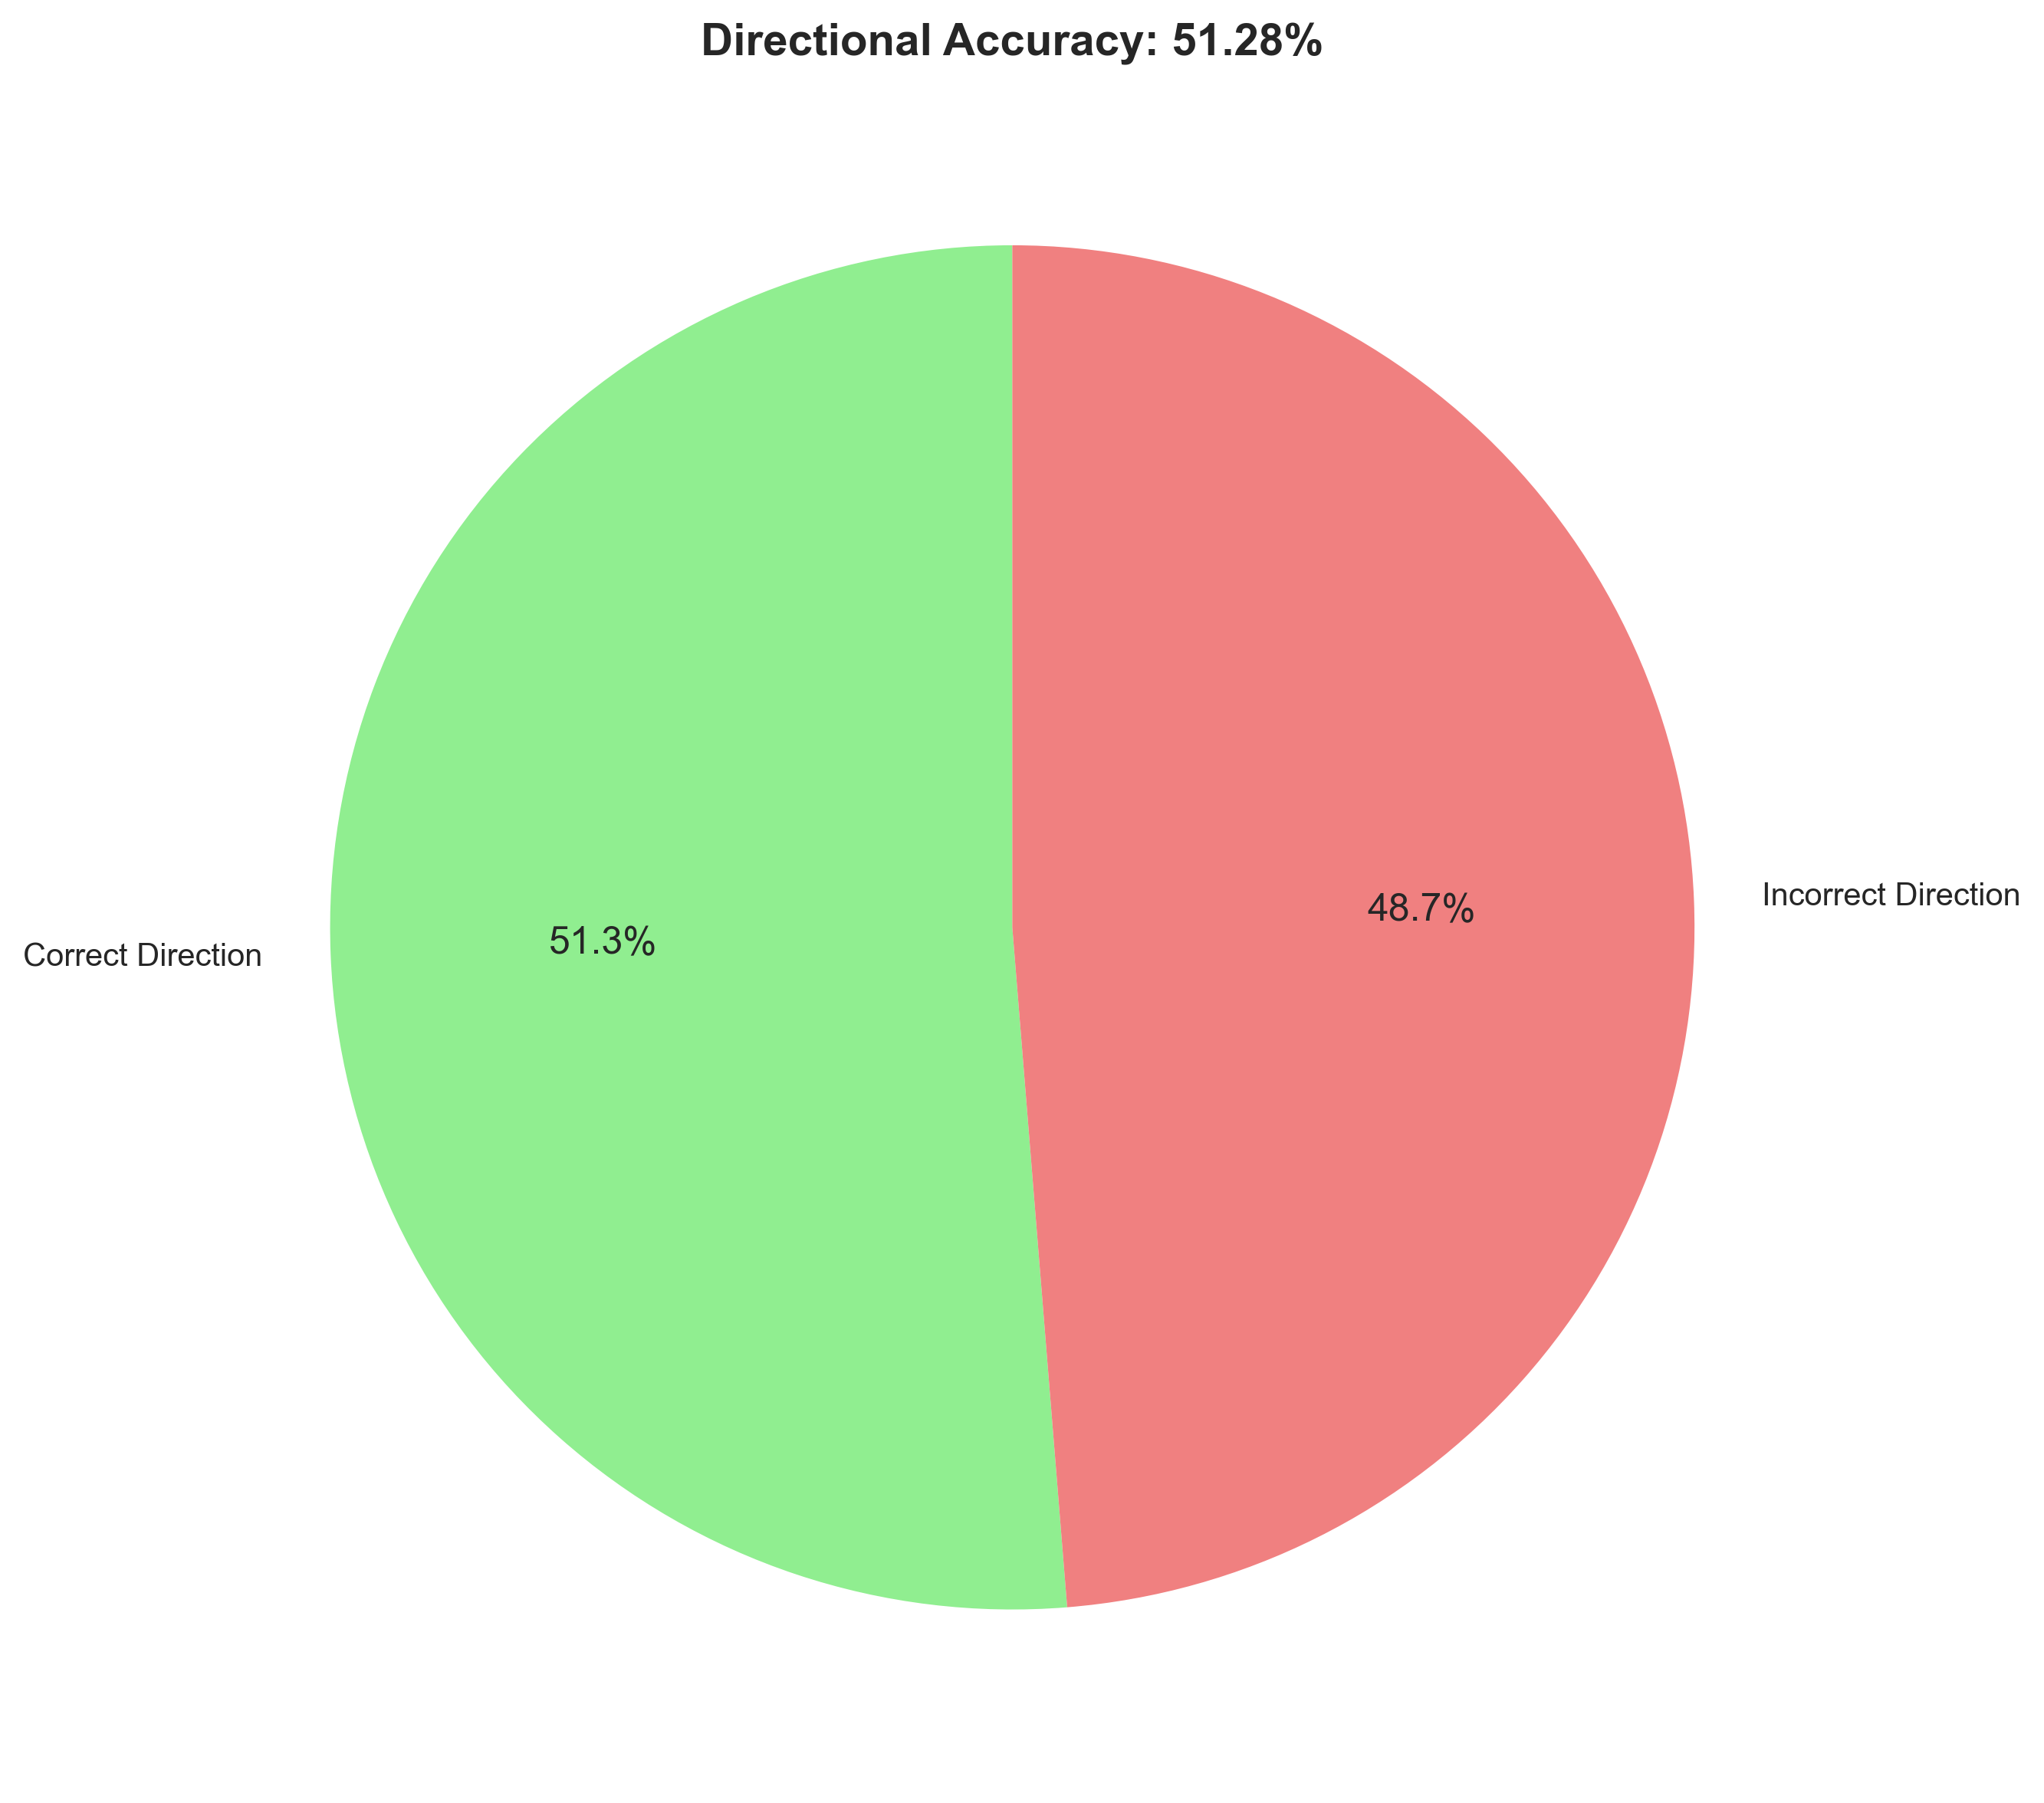 Directional Accuracy: 51.28%
Incorrect Direction
48.7%
51.3%
Correct Direction